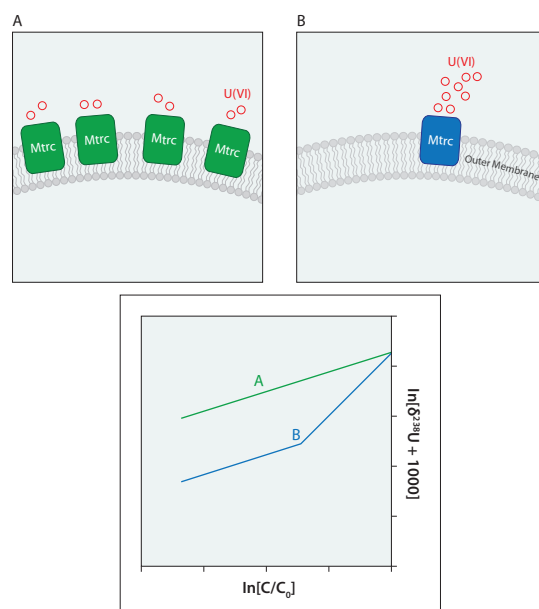 A
B
U(VI)
U(VI)
Mtrc
Mtrc
Mtrc
Mtrc
Mtrc
Outer Membrane
A
B
ln[δ²³⁸U + 1000]
ln[C/C₀]